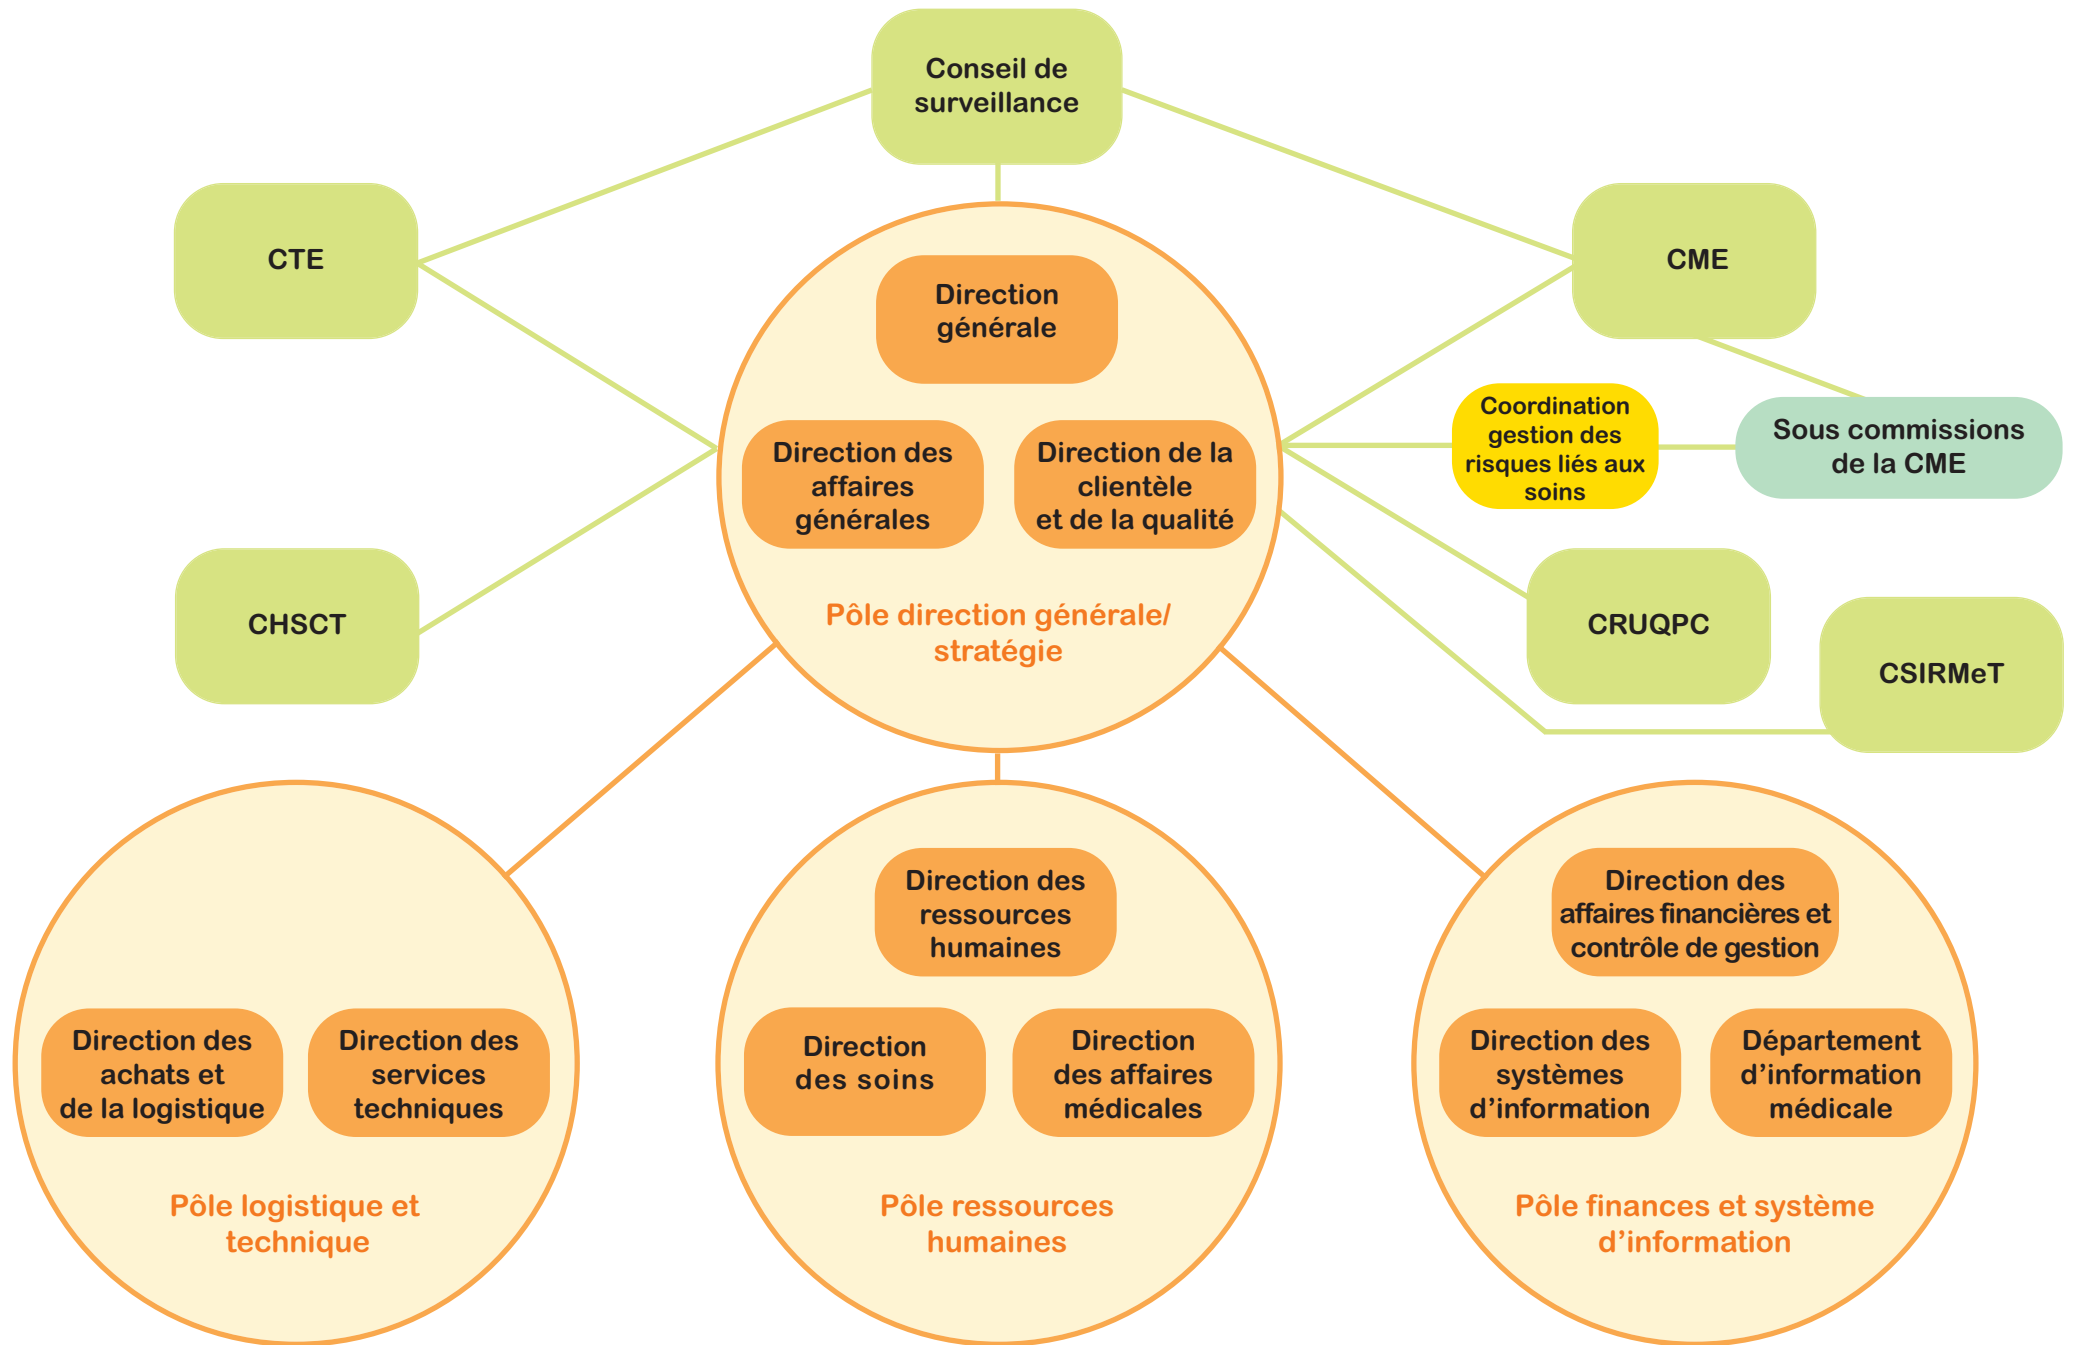 Conseil de
surveillance
CTE
CME
Direction
générale
Coordination
gestion des
risques liés aux
soins
Sous commissions
de la CME
Direction des
affaires
générales
Direction de la
clientèle
et de la qualité
CHSCT
Pôle direction générale/
stratégie
CRUQPC
CSIRMeT
Direction des
ressources
humaines
Direction des
affaires financières et
contrôle de gestion
Direction des
achats et
de la logistique
Direction des
services
techniques
Direction
des soins
Direction
des affaires
médicales
Direction des
systèmes
d’information
Département
d’information
médicale
Pôle logistique et
technique
Pôle ressources
humaines
Pôle finances et système
d’information